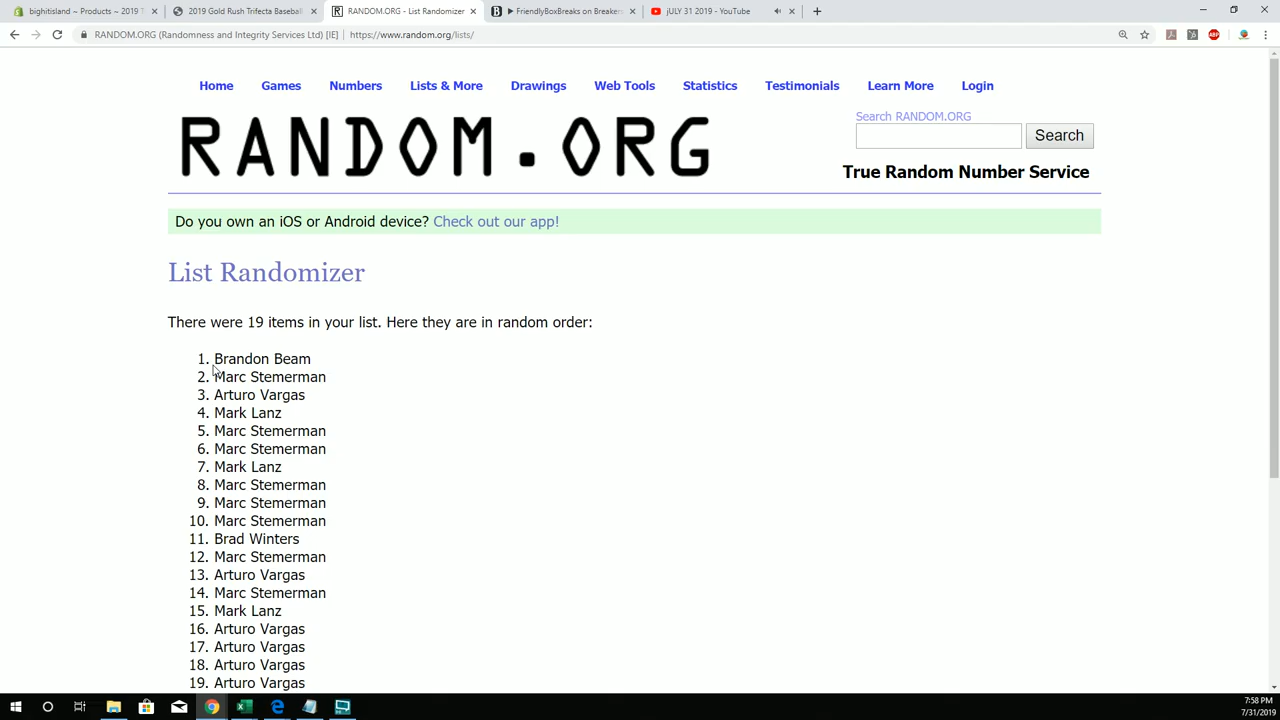 bighitisland ~ Products ~ 2019 T
2019 Gold Rush Trifecta Baseball
RANDOM.ORG - List Randomizer
FriendlyBoxBreaks on Breakers
jULY 31 2019 - YouTube
RANDOM.ORG (Randomness and Integrity Services Ltd) [IE] | https://www.random.org/lists/
Home Games Numbers Lists & More Drawings Web Tools Statistics Testimonials Learn More Login
RANDOM.ORG
Search RANDOM.ORG
Search
True Random Number Service
Do you own an iOS or Android device? Check out our app!
List Randomizer
There were 19 items in your list. Here they are in random order:
1. Brandon Beam
2. Marc Stemerman
3. Arturo Vargas
4. Mark Lanz
5. Marc Stemerman
6. Marc Stemerman
7. Mark Lanz
8. Marc Stemerman
9. Marc Stemerman
10. Marc Stemerman
11. Brad Winters
12. Marc Stemerman
13. Arturo Vargas
14. Marc Stemerman
15. Mark Lanz
16. Arturo Vargas
17. Arturo Vargas
18. Arturo Vargas
19. Arturo Vargas
7:58 PM
7/31/2019